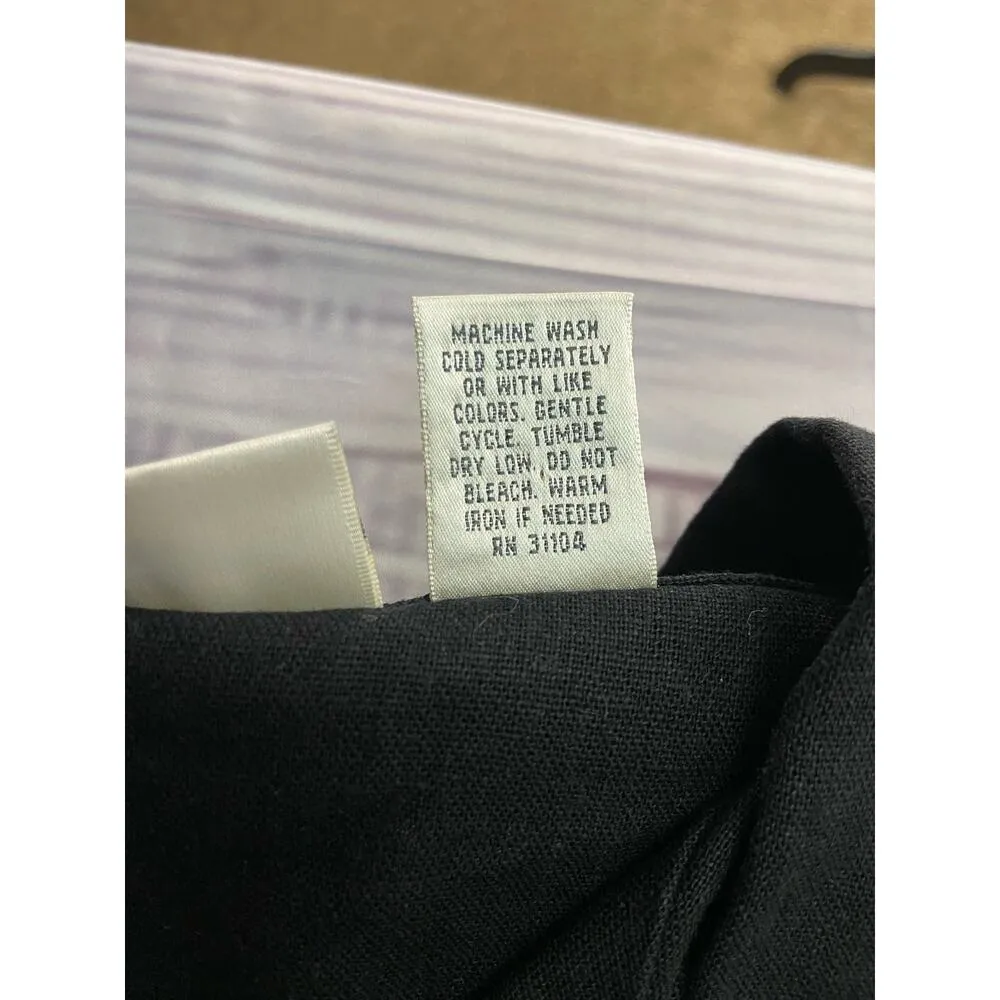 MACHINE WASH
COLD SEPARATELY
OR WITH LIKE
COLORS. GENTLE
CYCLE. TUMBLE
DRY LOW. DO NOT
BLEACH. WARM
IRON IF NEEDED
RN 31104